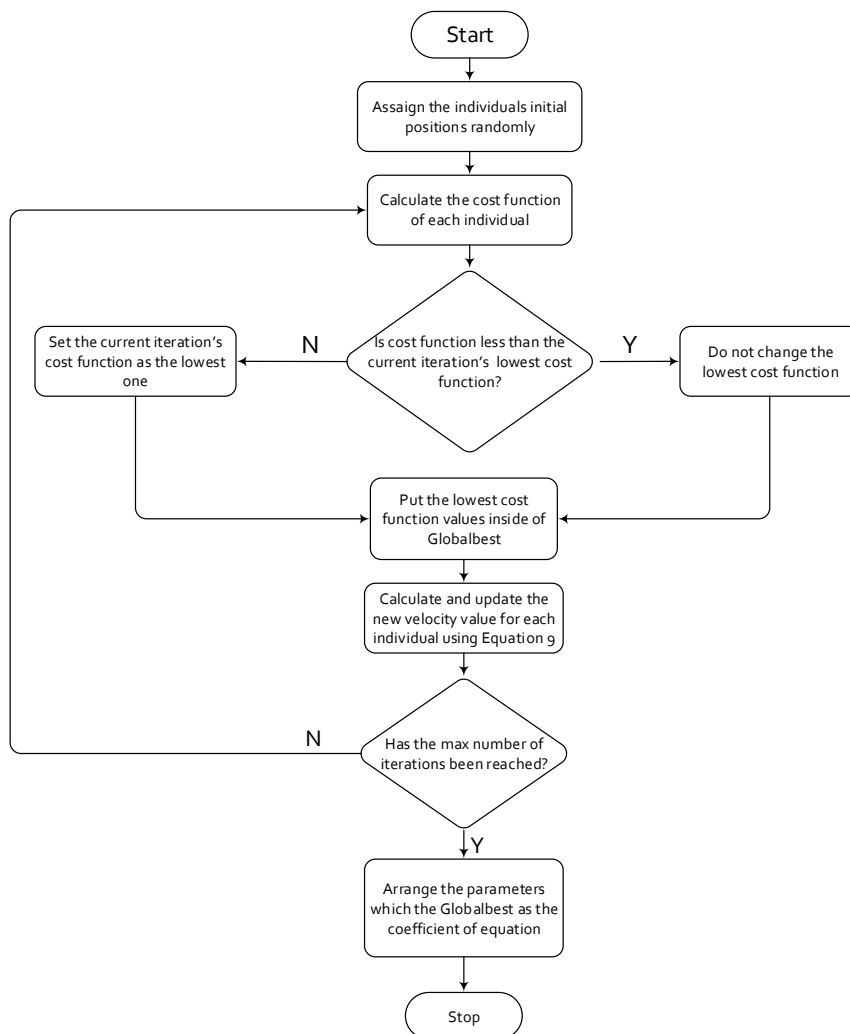 Start
Assaign the individuals initial
positions randomly
Calculate the cost function
of each individual
Is cost function less than the
current iteration's lowest cost
function?
N
Y
Set the current iteration's
cost function as the lowest
one
Do not change the
lowest cost function
Put the lowest cost
function values inside of
Globalbest
Calculate and update the
new velocity value for each
individual using Equation 9
Has the max number of
iterations been reached?
N
Y
Arrange the parameters
which the Globalbest as the
coefficient of equation
Stop